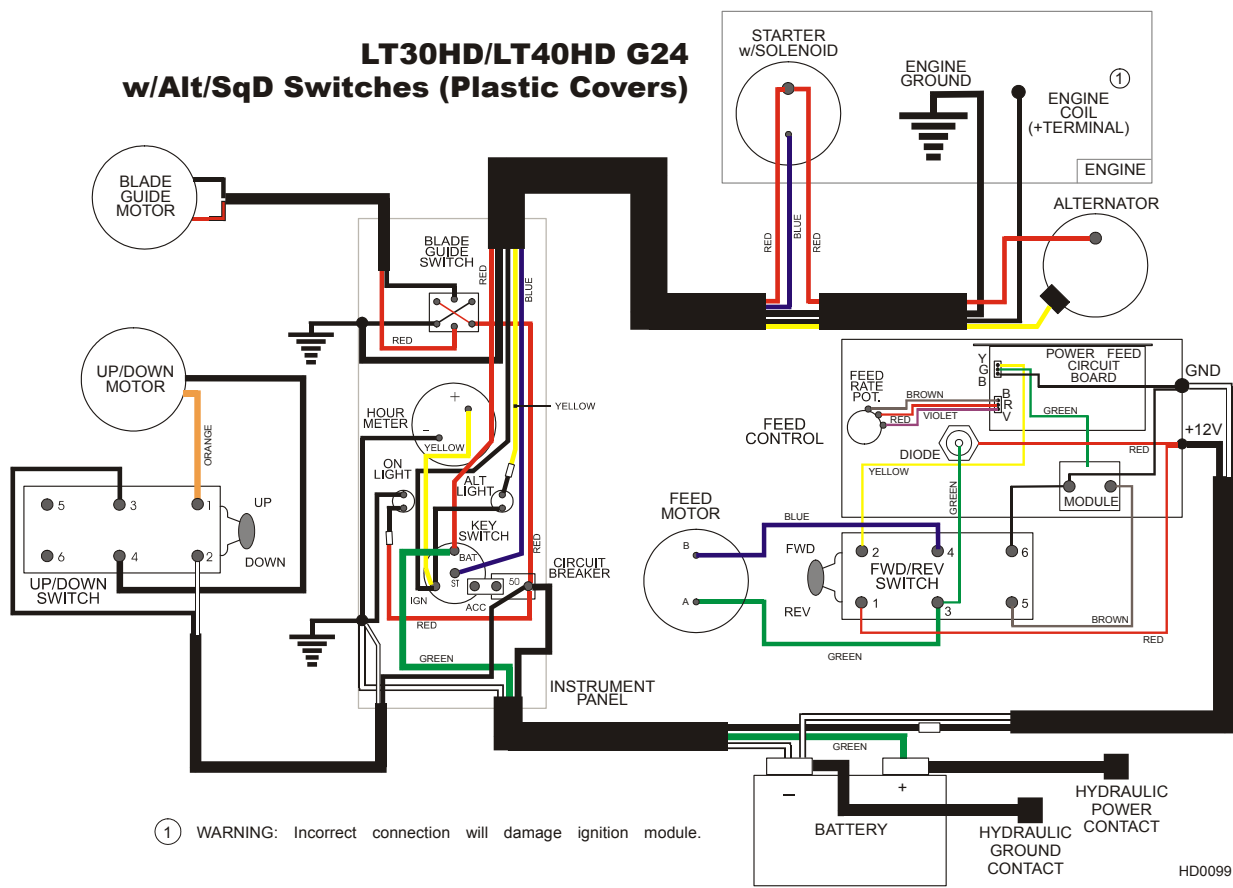 LT30HD/LT40HD G24
w/Alt/SqD Switches (Plastic Covers)
STARTER
w/SOLENOID
ENGINE
GROUND
1
ENGINE
COIL
(+TERMINAL)
ENGINE
RED
BLUE
RED
ALTERNATOR
BLADE
GUIDE
MOTOR
BLADE
GUIDE
SWITCH
RED
BLUE
RED
UP/DOWN
MOTOR
ORANGE
HOUR
METER
+
-
YELLOW
YELLOW
ON
LIGHT
ALT
LIGHT
KEY
SWITCH
RED
BAT
ST
IGN
ACC
50
CIRCUIT
BREAKER
RED
GREEN
INSTRUMENT
PANEL
5
3
1
UP
6
4
2
DOWN
UP/DOWN
SWITCH
POWER FEED
CIRCUIT
BOARD
Y
G
B
B
R
V
GND
+12V
FEED
RATE
POT.
BROWN
RED
VIOLET
GREEN
FEED
CONTROL
DIODE
RED
YELLOW
GREEN
MODULE
FEED
MOTOR
B
A
BLUE
GREEN
FWD
REV
2
4
6
FWD/REV
SWITCH
1
3
5
BROWN
RED
GREEN
–
+
BATTERY
HYDRAULIC
POWER
CONTACT
HYDRAULIC
GROUND
CONTACT
1 WARNING: Incorrect connection will damage ignition module.
HD0099